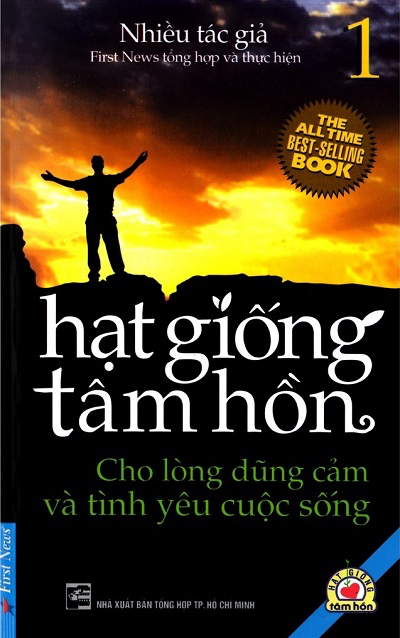 Nhiều tác giả
First News tổng hợp và thực hiện
1
THE
ALL TIME
BEST-SELLING
BOOK
hạt giống
tâm hồn
Cho lòng dũng cảm
và tình yêu cuộc sống
First News
NHÀ XUẤT BẢN TỔNG HỢP TP. HỒ CHÍ MINH
HẠT GIỐNG
tâm hồn